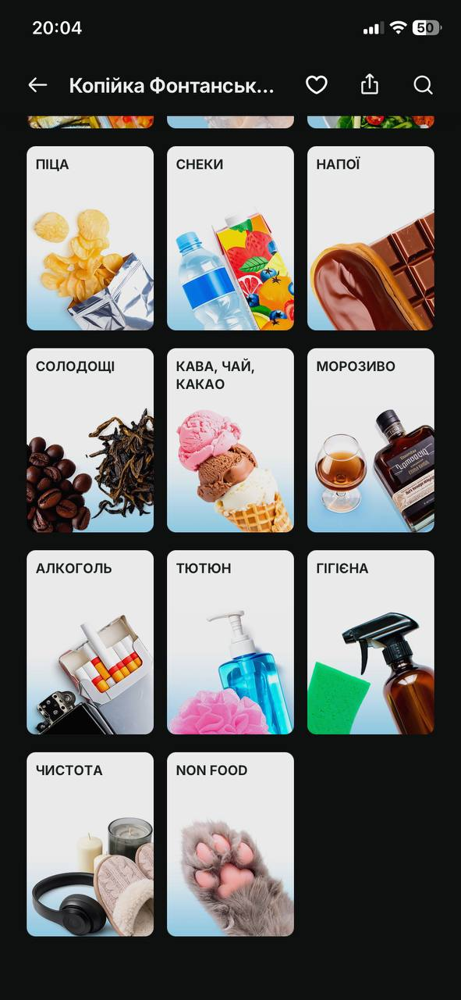 20:04
50
Копійка Фонтанськ...
ПІЦА
СНЕКИ
НАПОЇ
СОЛОДОЩІ
КАВА, ЧАЙ,
КАКАО
МОРОЗИВО
АЛКОГОЛЬ
ТЮТЮН
ГІГІЄНА
ЧИСТОТА
NON FOOD